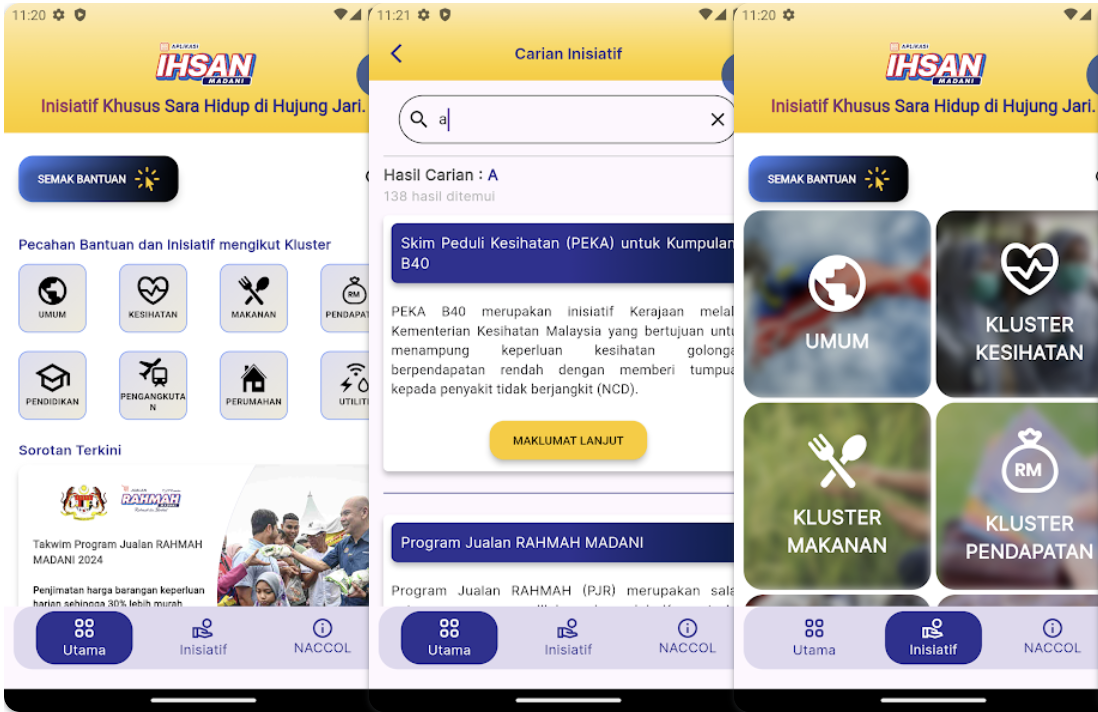 11:20
APLIKASI
IHSAN
MADANI
Inisiatif Khusus Sara Hidup di Hujung Jari.
SEMAK BANTUAN
Pecahan Bantuan dan Inisiatif mengikut Kluster
UMUM
KESIHATAN
MAKANAN
RM
PENDAPAT
PENDIDIKAN
PENGANGKUTA
N
PERUMAHAN
UTILIT
Sorotan Terkini
RAHMAH
MADANI
Takwim Program Jualan RAHMAH
MADANI 2024
Penjimatan harga barangan keperluan
harian sehingga 30% lebih murah
Utama
Inisiatif
NACCOL
11:21
Carian Inisiatif
a
Hasil Carian : A
138 hasil ditemui
Skim Peduli Kesihatan (PEKA) untuk Kumpulan
B40
PEKA B40 merupakan inisiatif Kerajaan melal
Kementerian Kesihatan Malaysia yang bertujuan untu
menampung keperluan kesihatan golonga
berpendapatan rendah dengan memberi tumpua
kepada penyakit tidak berjangkit (NCD).
MAKLUMAT LANJUT
Program Jualan RAHMAH MADANI
Program Jualan RAHMAH (PJR) merupakan sala
Utama
Inisiatif
NACCOL
11:20
APLIKASI
IHSAN
MADANI
Inisiatif Khusus Sara Hidup di Hujung Jari.
SEMAK BANTUAN
UMUM
KLUSTER
KESIHATAN
KLUSTER
MAKANAN
RM
KLUSTER
PENDAPATAN
Utama
Inisiatif
NACCOL